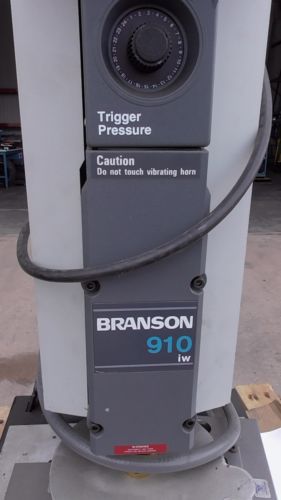 Trigger
Pressure
Caution
Do not touch vibrating horn
BRANSON
910
iw